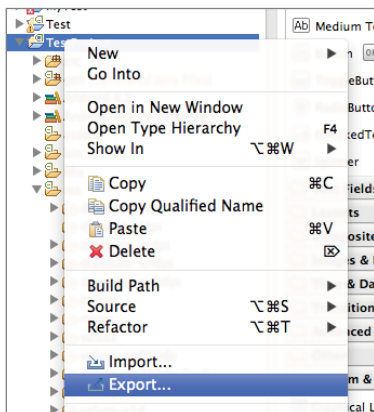 Test
Ab Medium T
New
Go Into
Open in New Window
Open Type Hierarchy F4
Show In ⌥⌘W
Copy ⌘C
Copy Qualified Name
Paste ⌘V
Delete ⌦
Build Path
Source ⌥⌘S
Refactor ⌥⌘T
Import...
Export...